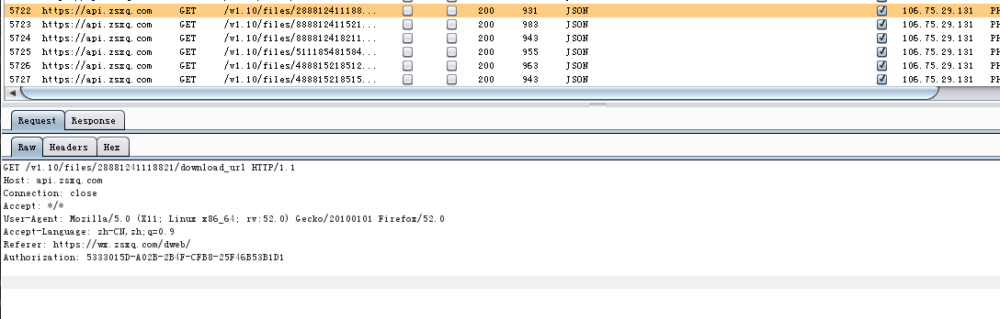 5722 https://api.zsxq.com GET /v1.10/files/288812411188... 200 931 JSON 106.75.29.131 PH
5723 https://api.zsxq.com GET /v1.10/files/888812411521... 200 983 JSON 106.75.29.131 PH
5724 https://api.zsxq.com GET /v1.10/files/888812418211... 200 943 JSON 106.75.29.131 PH
5725 https://api.zsxq.com GET /v1.10/files/511185481584... 200 955 JSON 106.75.29.131 PH
5726 https://api.zsxq.com GET /v1.10/files/488815218512... 200 963 JSON 106.75.29.131 PH
5727 https://api.zsxq.com GET /v1.10/files/488815218515... 200 943 JSON 106.75.29.131 PH
Request Response
Raw Headers Hex
GET /v1.10/files/28881241118821/download_url HTTP/1.1
Host: api.zsxq.com
Connection: close
Accept: */*
User-Agent: Mozilla/5.0 (X11; Linux x86_64; rv:52.0) Gecko/20100101 Firefox/52.0
Accept-Language: zh-CN,zh;q=0.9
Referer: https://wx.zsxq.com/dweb/
Authorization: 5333015D-A02B-2B4F-CFB8-25F46B53B1D1